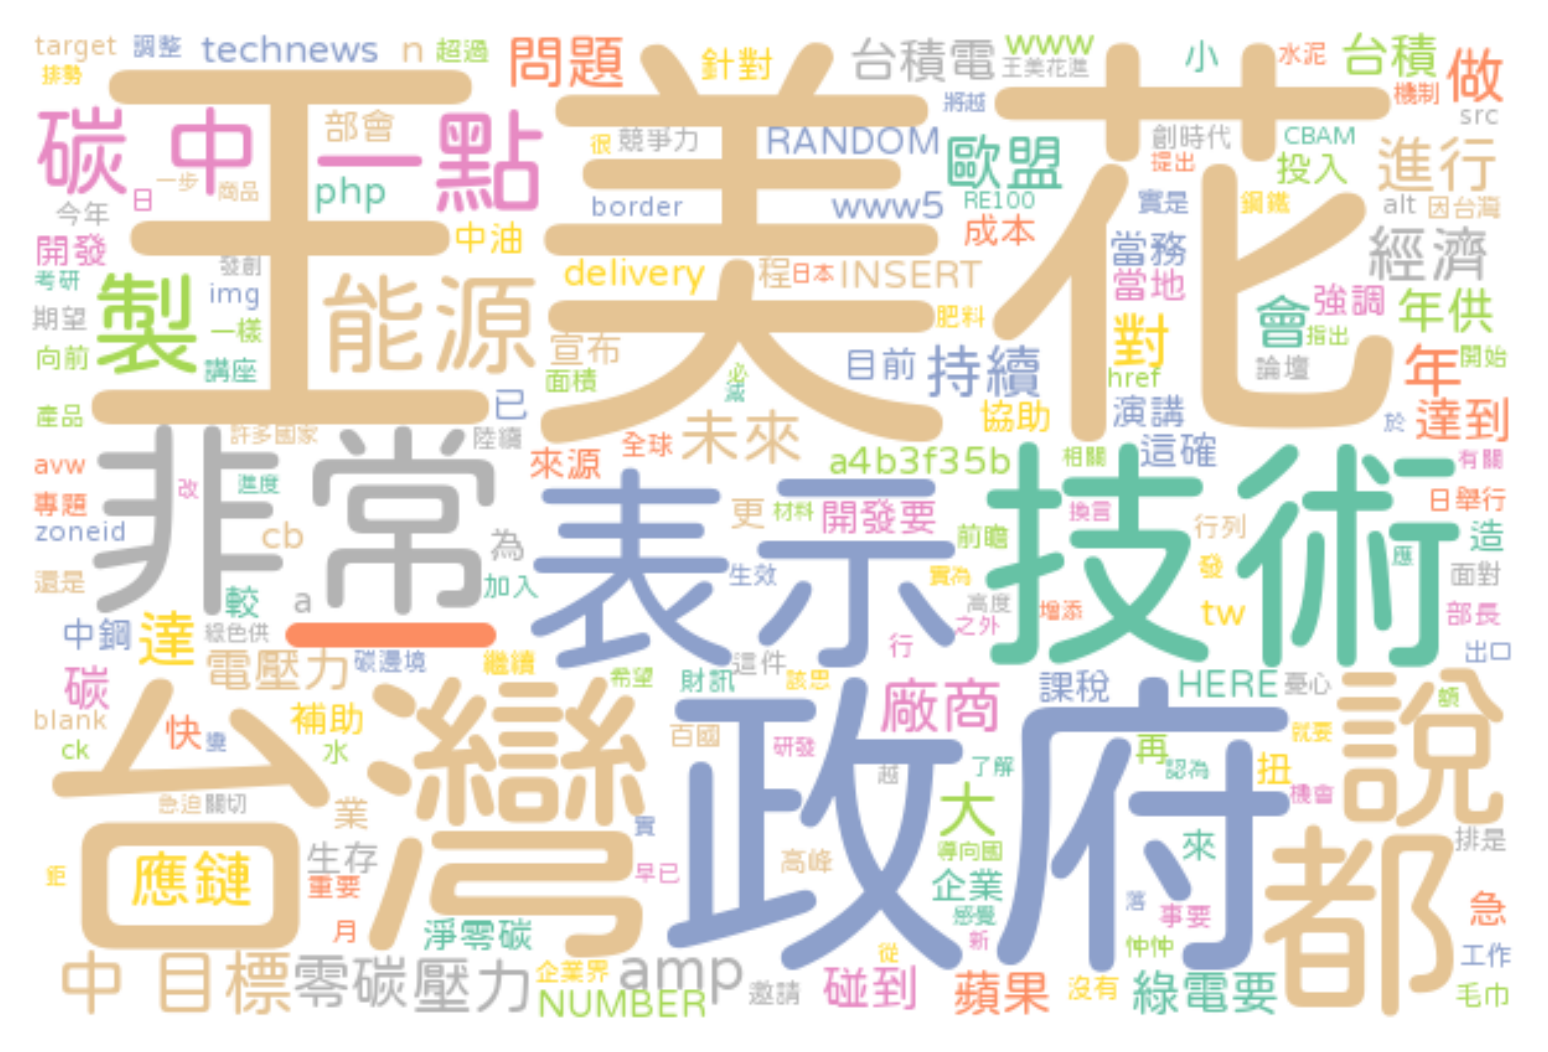 target 調整 technews n 超過 問題 針對 台積電 www 小 水泥 台積 做
排勢 王美花進 機制
王美花
碳中 部會 一點 很 競爭力 RANDOM 將越 歐盟 創時代 CBAM 進行 src
日 一步 商品 php 提出 投入
今年 border www5 RE100 實是 鋼鐵 alt 因台灣
開發 中油 成本 當務 經濟
考研 發創 delivery 程 日本 INSERT 當地
製 img 能源 會 強調 年供
期望 一樣 肥料 對 指出
向前 講座 宣布 目前 持續 論壇 年 開始
面積 必減 href
產品 已 未來 協助 演講 於 達到
許多國家 陸續 全球
avw 非常 改 進度 來源 a4b3f35b 相關 這確 有關
專題 表示 更 材料 開發要 技術 換言 日舉行
zoneid cb 為 前瞻 行列 造
還是 較 a 加入 生效 實為 發 應 面對
高度 增添 tw 部長
中鋼 達 綠色供 一 之外
電壓力 碳邊境 繼續 這件 行 出口
碳 希望 財訊 該思 廠商 課稅 HERE 憂心 說 額
blank 快 變 補助 百國 政府
ck 台灣 水 研發 了解 再 認為 扭 就要
急迫 關切 越 機會
業 實 大
鉅 應鏈 生存 早已 高峰 導向國 來 都 排是
重要 企業
月 淨零碳 感覺 落 事要 急
新 仲仲
中 目標 零碳壓力 企業界 amp 從 工作
NUMBER 邀請 碰到 蘋果 沒有 綠電要 毛巾